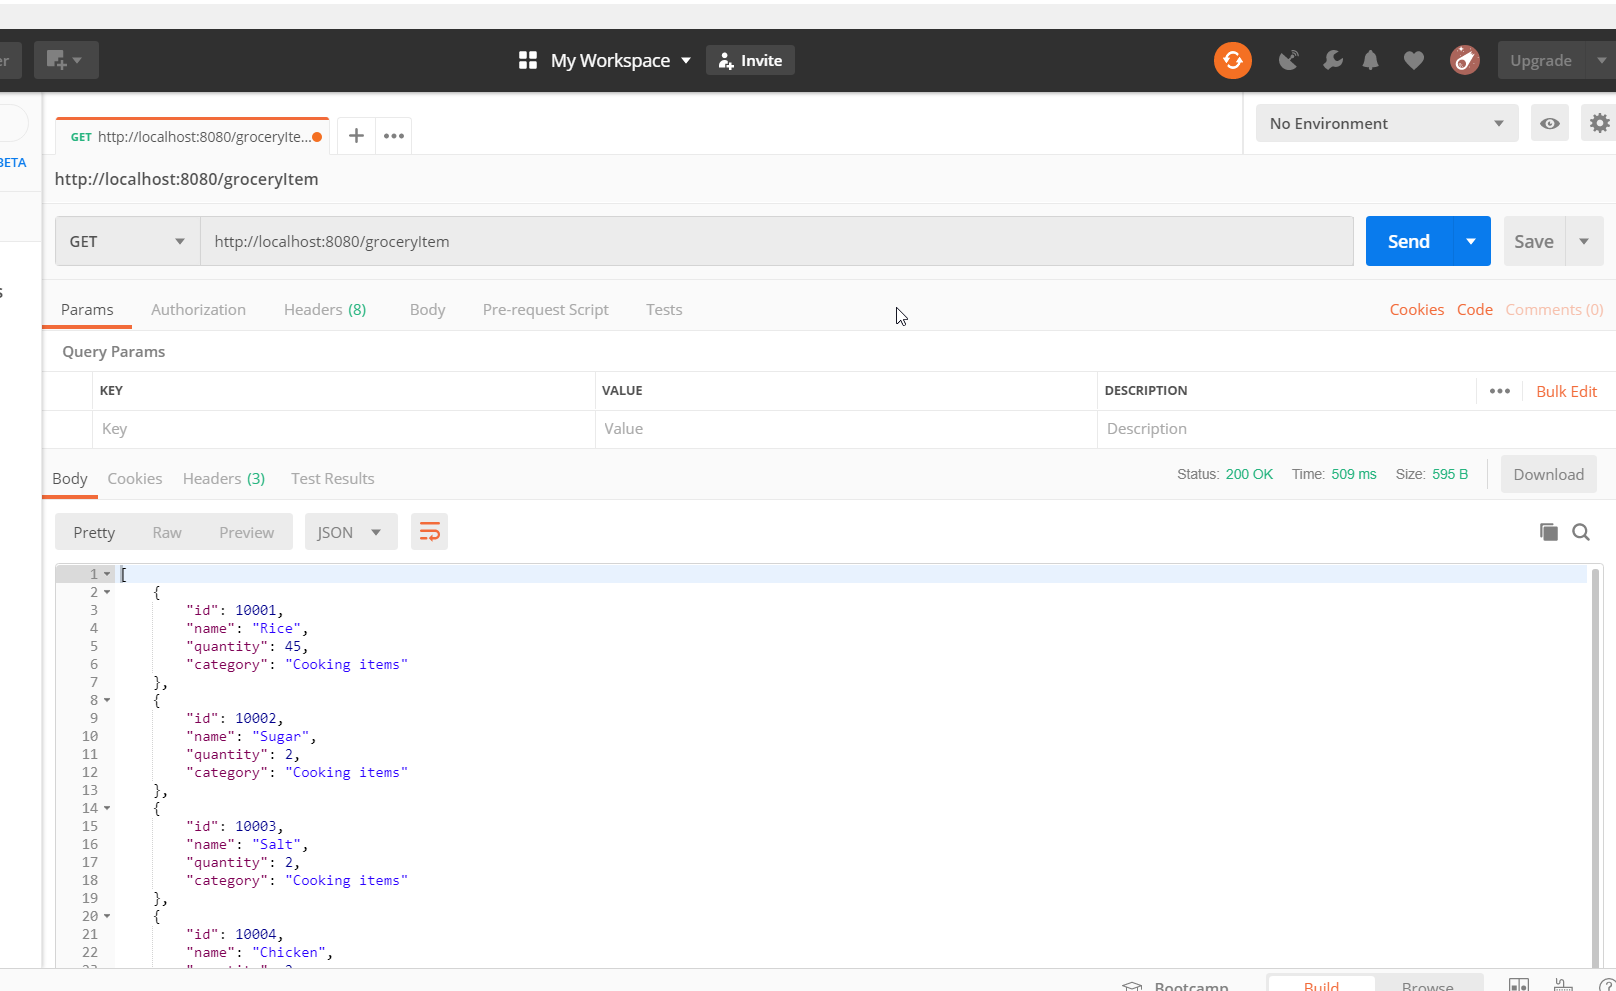 er
My Workspace
Invite
Upgrade
BETA
GET http://localhost:8080/groceryIte...
No Environment
http://localhost:8080/groceryItem
GET
http://localhost:8080/groceryItem
Send
Save
s
Params
Authorization
Headers (8)
Body
Pre-request Script
Tests
Cookies
Code
Comments (0)
Query Params
KEY
VALUE
DESCRIPTION
Bulk Edit
Key
Value
Description
Body
Cookies
Headers (3)
Test Results
Status: 200 OK
Time: 509 ms
Size: 595 B
Download
Pretty
Raw
Preview
JSON
1 [
2 {
3 "id": 10001,
4 "name": "Rice",
5 "quantity": 45,
6 "category": "Cooking items"
7 },
8 {
9 "id": 10002,
10 "name": "Sugar",
11 "quantity": 2,
12 "category": "Cooking items"
13 },
14 {
15 "id": 10003,
16 "name": "Salt",
17 "quantity": 2,
18 "category": "Cooking items"
19 },
20 {
21 "id": 10004,
22 "name": "Chicken",
Bootcamp
Build
Browse